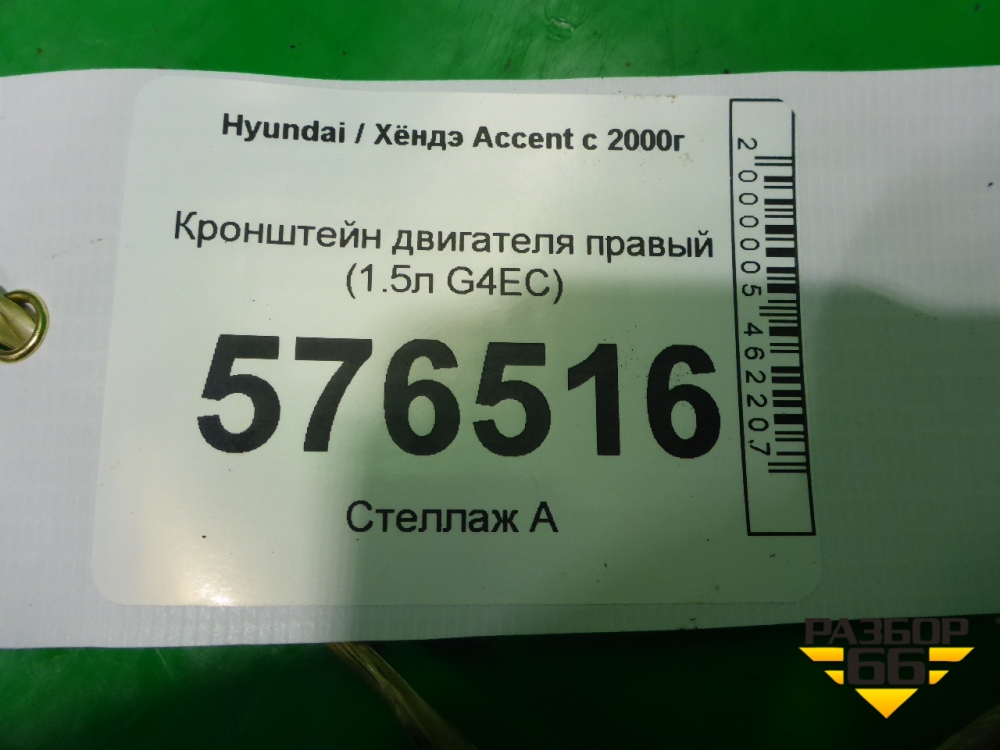 Hyundai / Хёндэ Accent с 2000г
Кронштейн двигателя правый
(1.5л G4EC)
576516
Стеллаж А
2 000005 462207
РАЗБОР
66